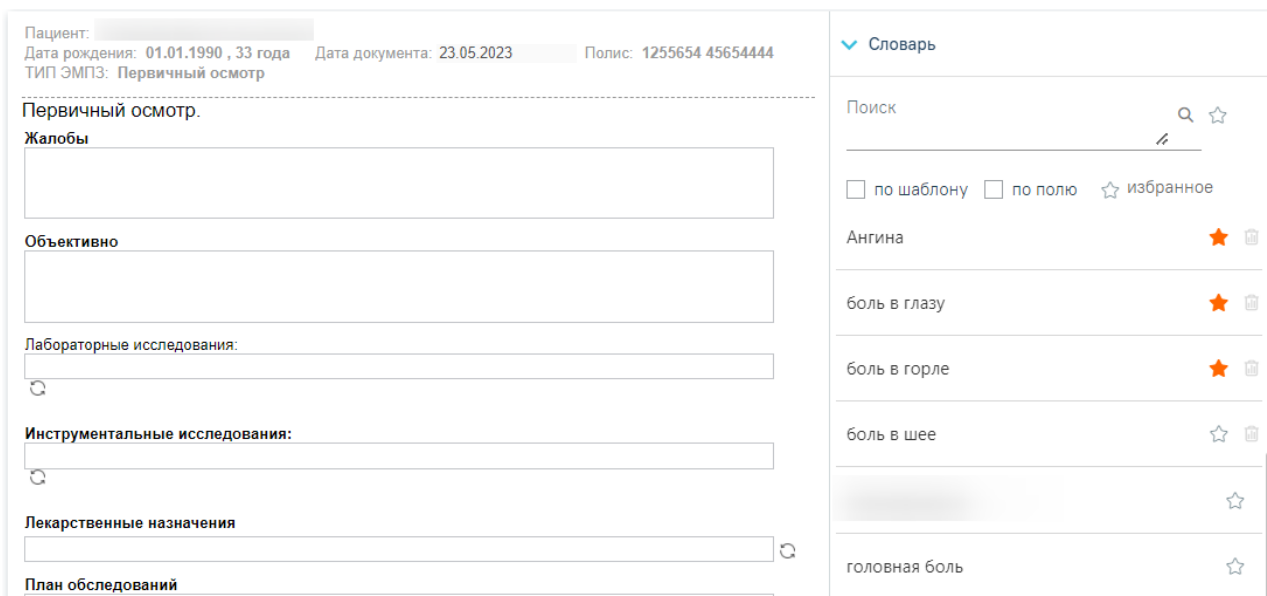 Пациент:
Дата рождения: 01.01.1990 , 33 года Дата документа: 23.05.2023 Полис: 1255654 45654444
ТИП ЭМПЗ: Первичный осмотр
Первичный осмотр.
Жалобы
Объективно
Лабораторные исследования:
Инструментальные исследования:
Лекарственные назначения
План обследований
Словарь
Поиск
по шаблону по полю избранное
Ангина
боль в глазу
боль в горле
боль в шее
головная боль